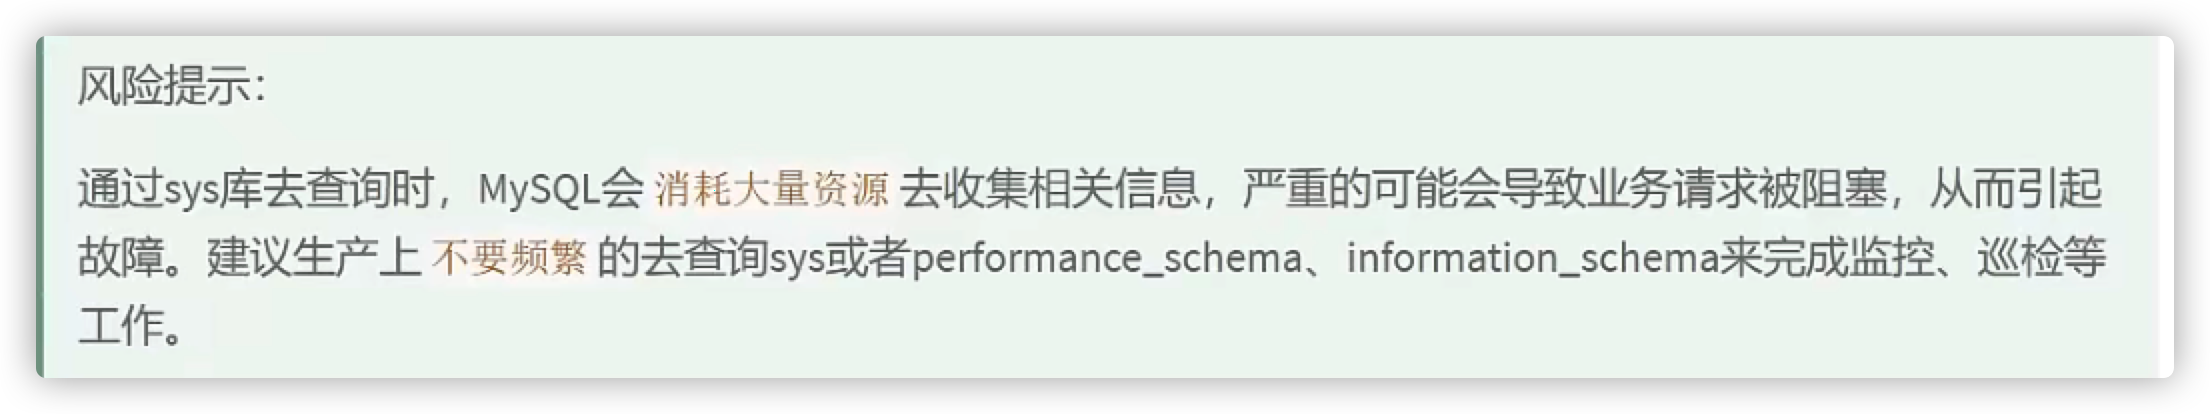 风险提示：
通过sys库去查询时，MySQL会 消耗大量资源 去收集相关信息，严重的可能会导致业务请求被阻塞，从而引起
故障。建议生产上 不要频繁 的去查询sys或者performance_schema、information_schema来完成监控、巡检等
工作。